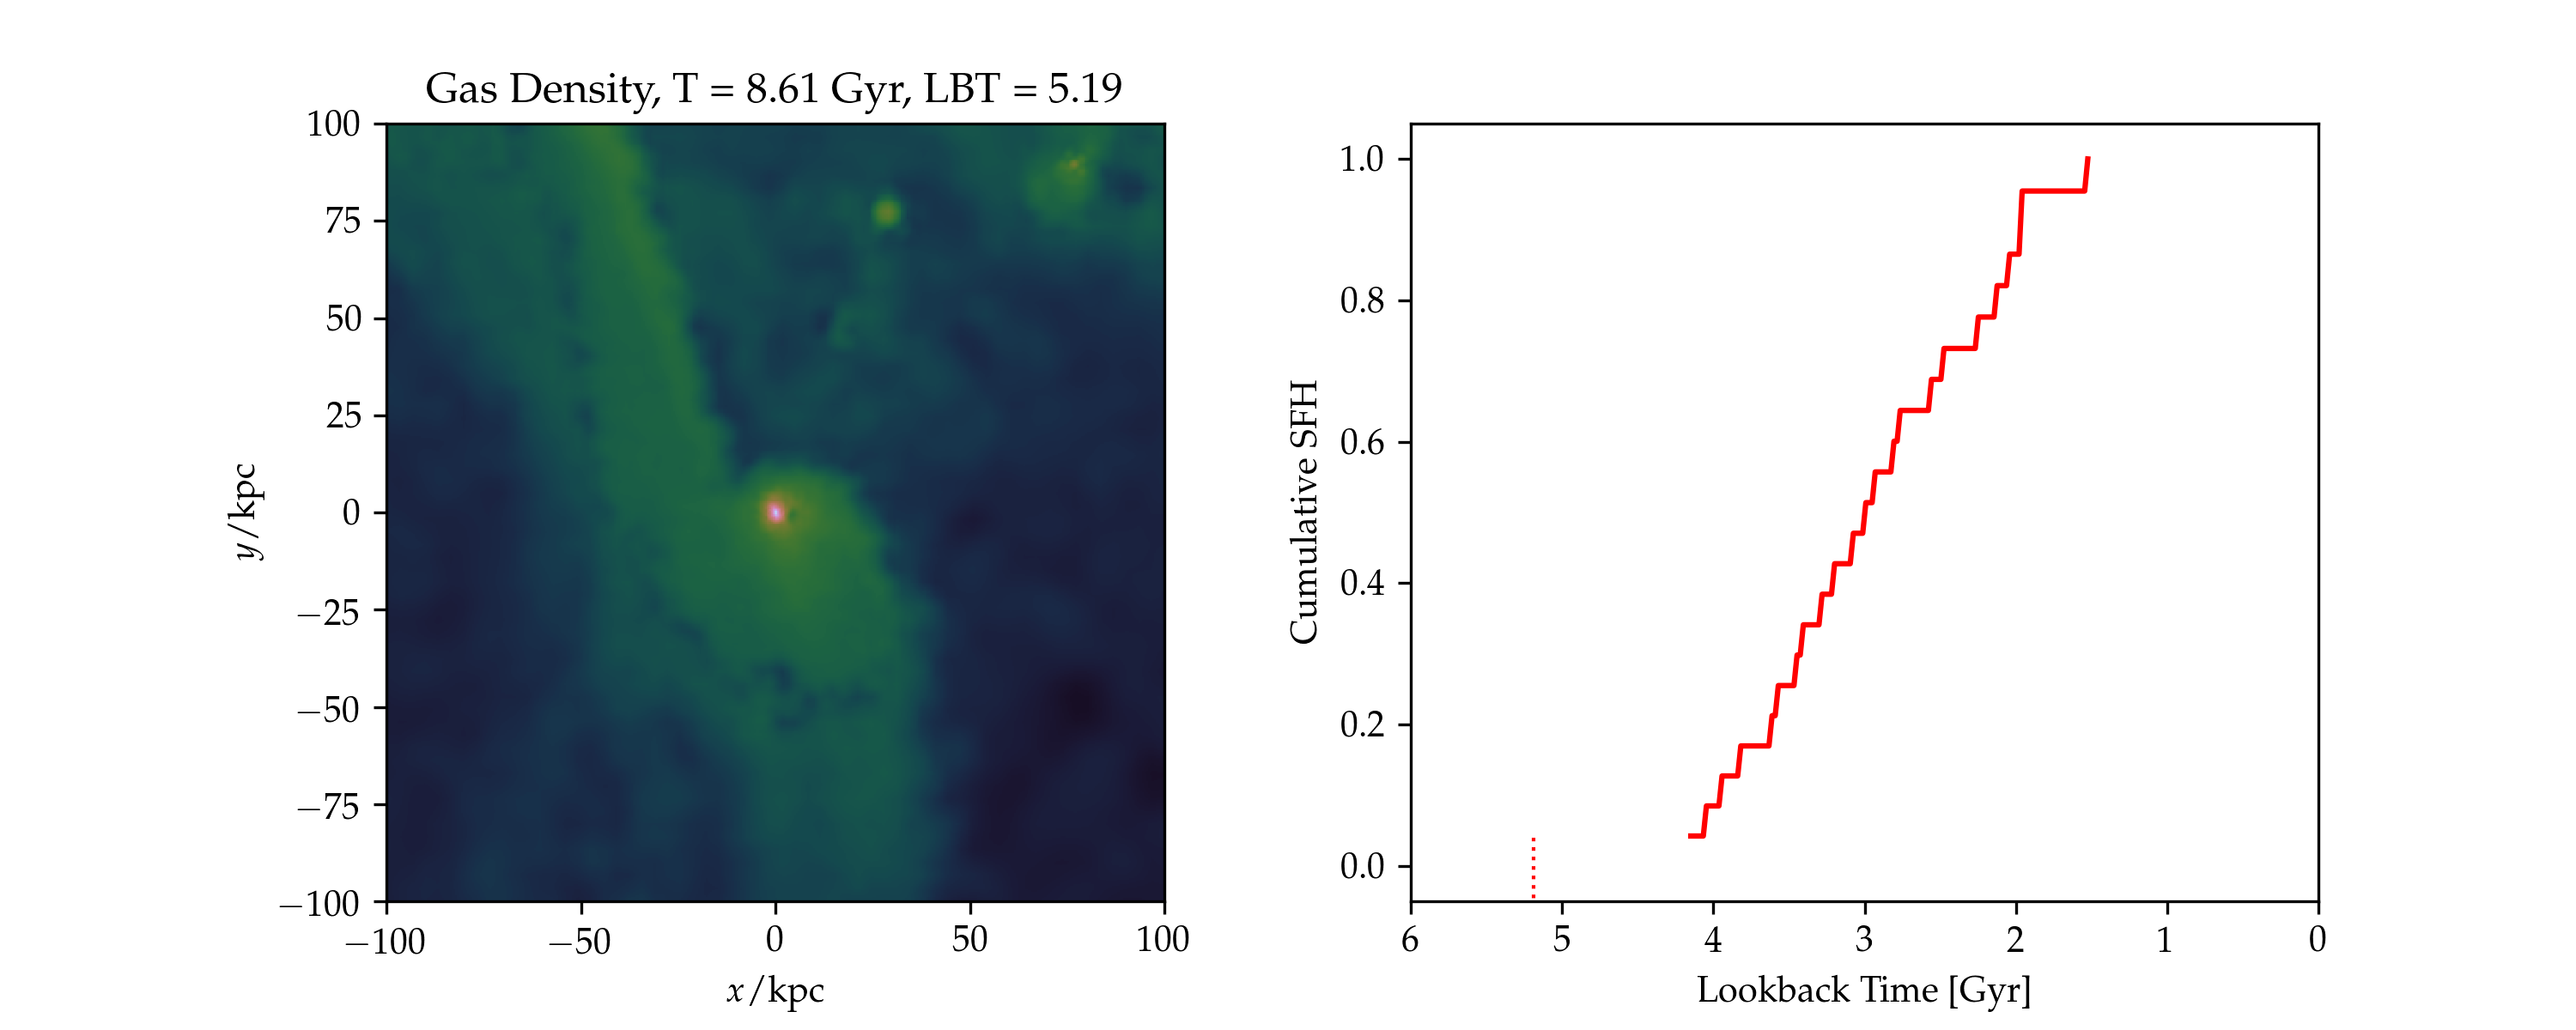 Gas Density, T = 8.61 Gyr, LBT = 5.19
100
75
50
25
0
−25
−50
−75
−100
y/kpc
−100 −50 0 50 100
x/kpc
1.0
0.8
0.6
0.4
0.2
0.0
Cumulative SFH
6 5 4 3 2 1 0
Lookback Time [Gyr]